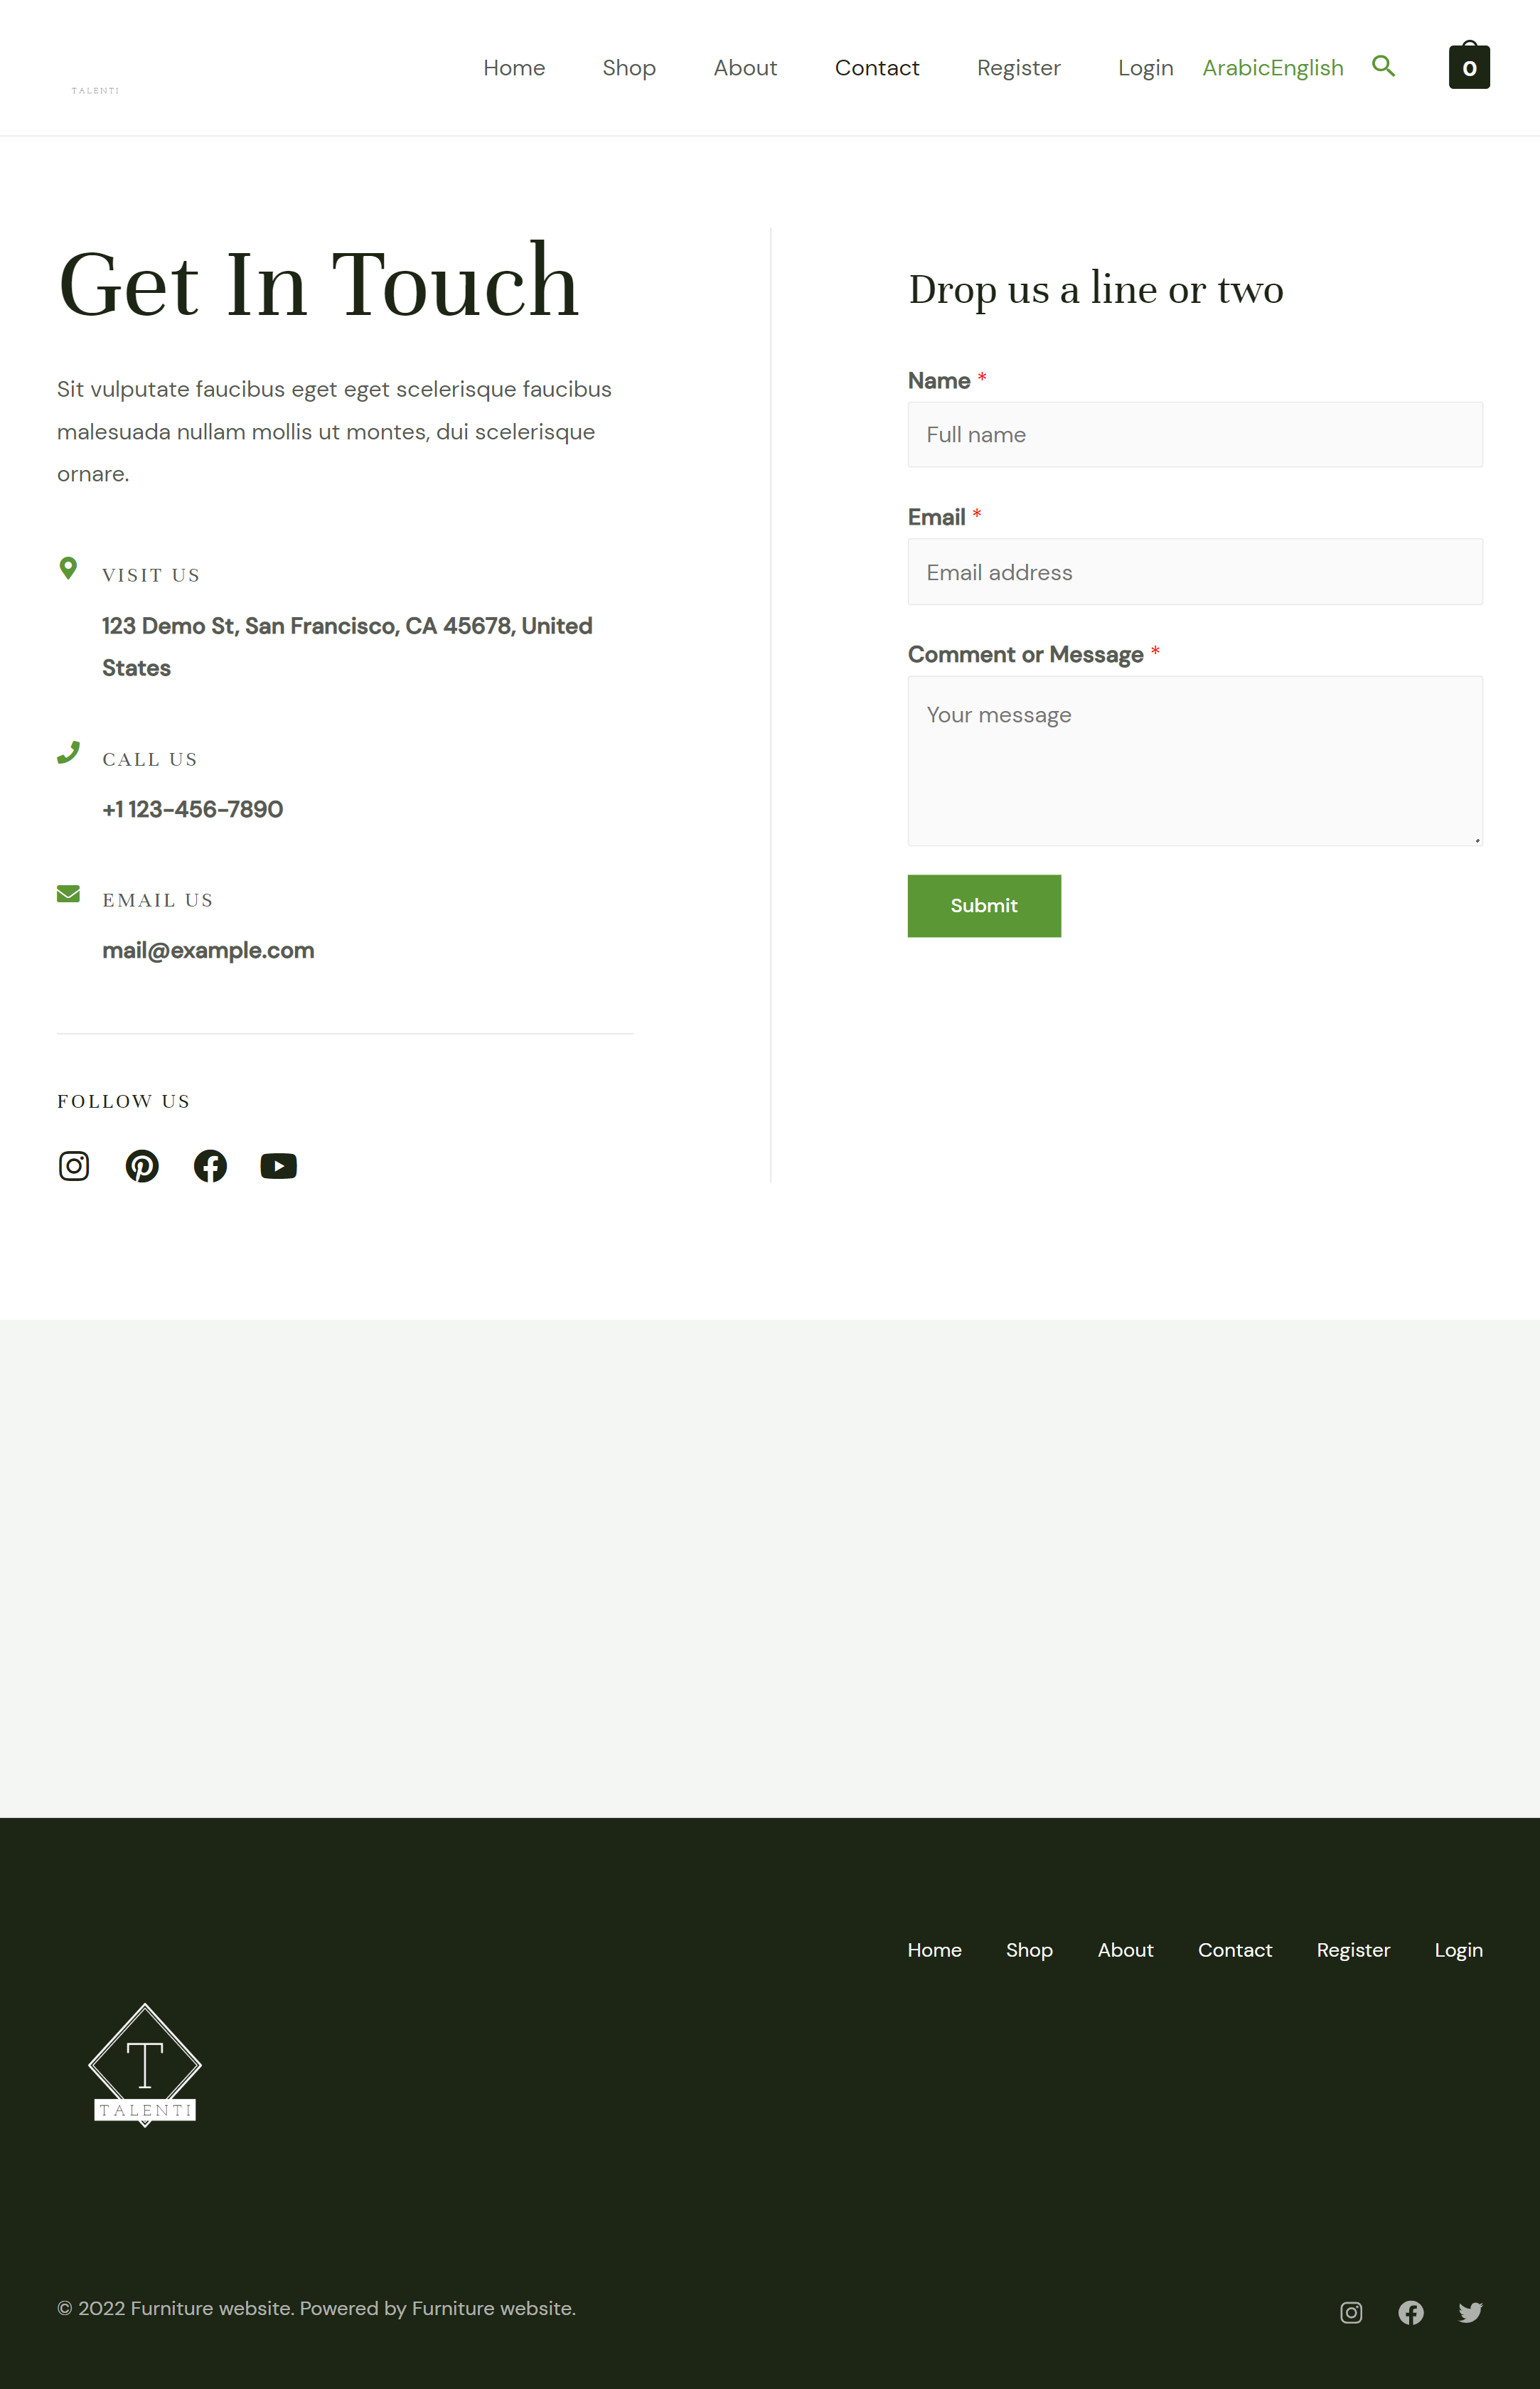 TALENTI
Home Shop About Contact Register Login ArabicEnglish 0
Get In Touch
Sit vulputate faucibus eget eget scelerisque faucibus
malesuada nullam mollis ut montes, dui scelerisque
ornare.
VISIT US
123 Demo St, San Francisco, CA 45678, United
States
CALL US
+1 123-456-7890
EMAIL US
mail@example.com
FOLLOW US
Drop us a line or two
Name *
Full name
Email *
Email address
Comment or Message *
Your message
Submit
Home Shop About Contact Register Login
T
TALENTI
© 2022 Furniture website. Powered by Furniture website.